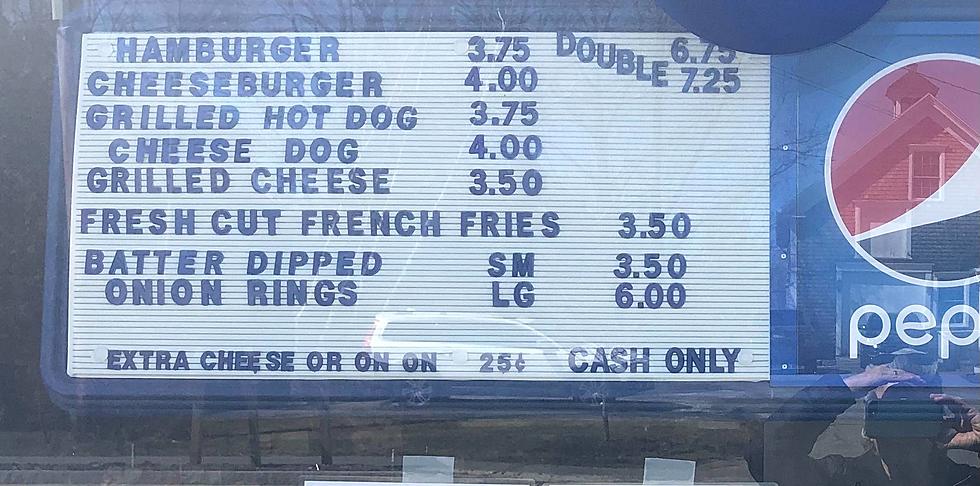 HAMBURGER 3.75 DOUBLE 6.75
CHEESEBURGER 4.00 7.25
GRILLED HOT DOG 3.75
CHEESE DOG 4.00
GRILLED CHEESE 3.50
FRESH CUT FRENCH FRIES 3.50
BATTER DIPPED SM 3.50
ONION RINGS LG 6.00
EXTRA CHEESE OR ON ON 25¢ CASH ONLY
pep